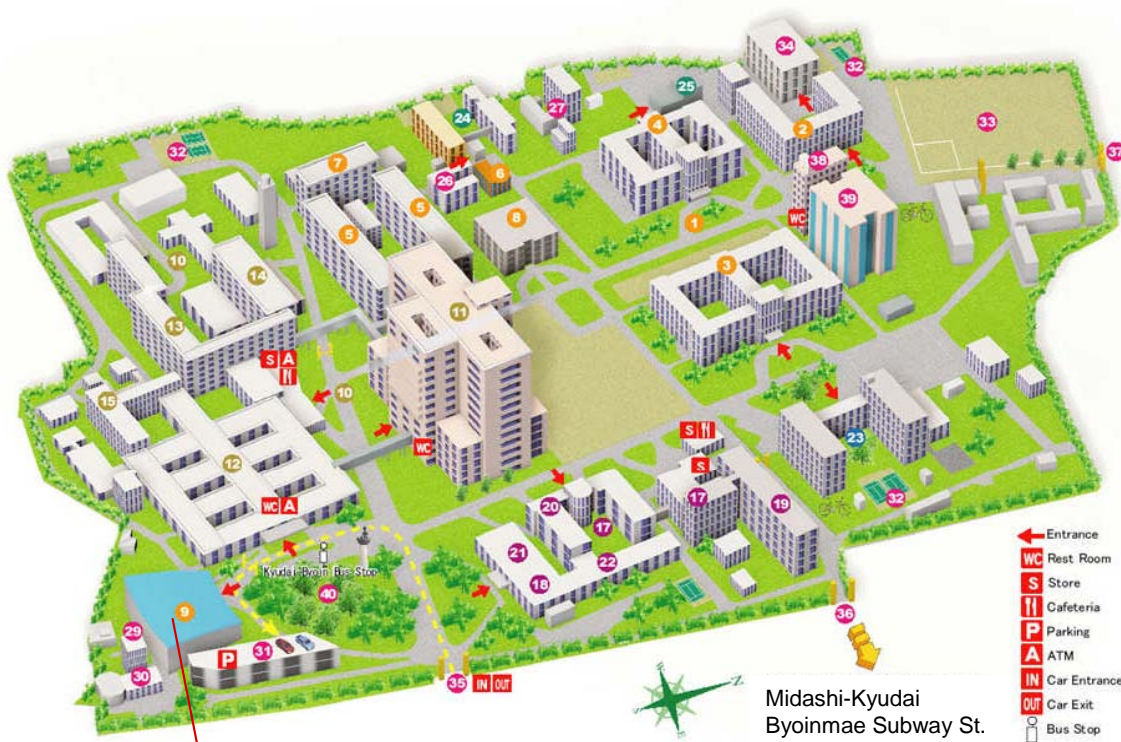 34
32
25
27
24
4
2
33
32
37
7
38
26
6
39
5
8
WC
1
5
10
14
3
11
13
S A
15
10
12
WC
S
S
23
17
19
20
17
32
WC A
21
22
18
Kyudai Byoin Bus Stop
40
9
29
31
P
30
35
IN OUT
36
Midashi-Kyudai
Byoinmae Subway St.
N
Entrance
WC Rest Room
S Store
Cafeteria
P Parking
A ATM
IN Car Entrance
OUT Car Exit
Bus Stop